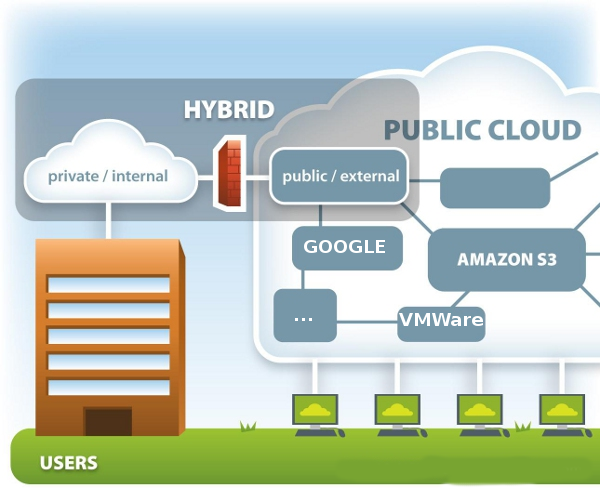 HYBRID
PUBLIC CLOUD
private / internal
public / external
GOOGLE
AMAZON S3
...
VMWare
USERS